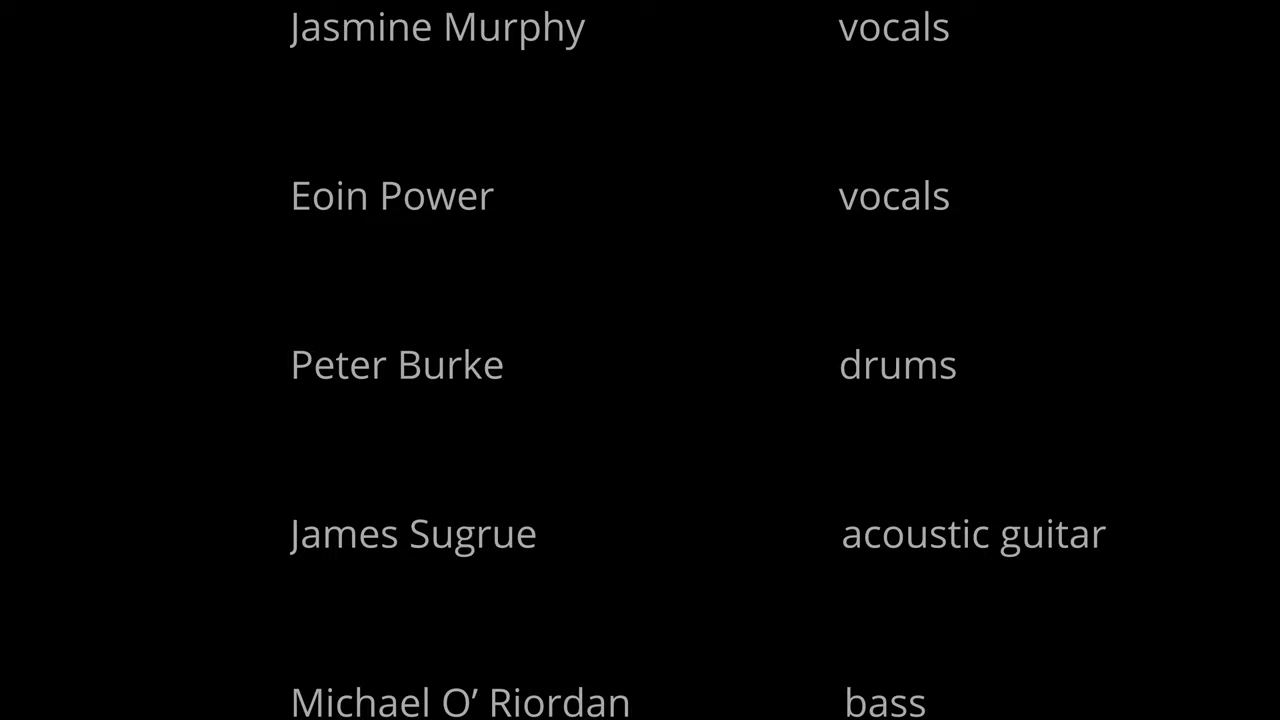 Jasmine Murphy vocals
Eoin Power vocals
Peter Burke drums
James Sugrue acoustic guitar
Michael O’ Riordan bass